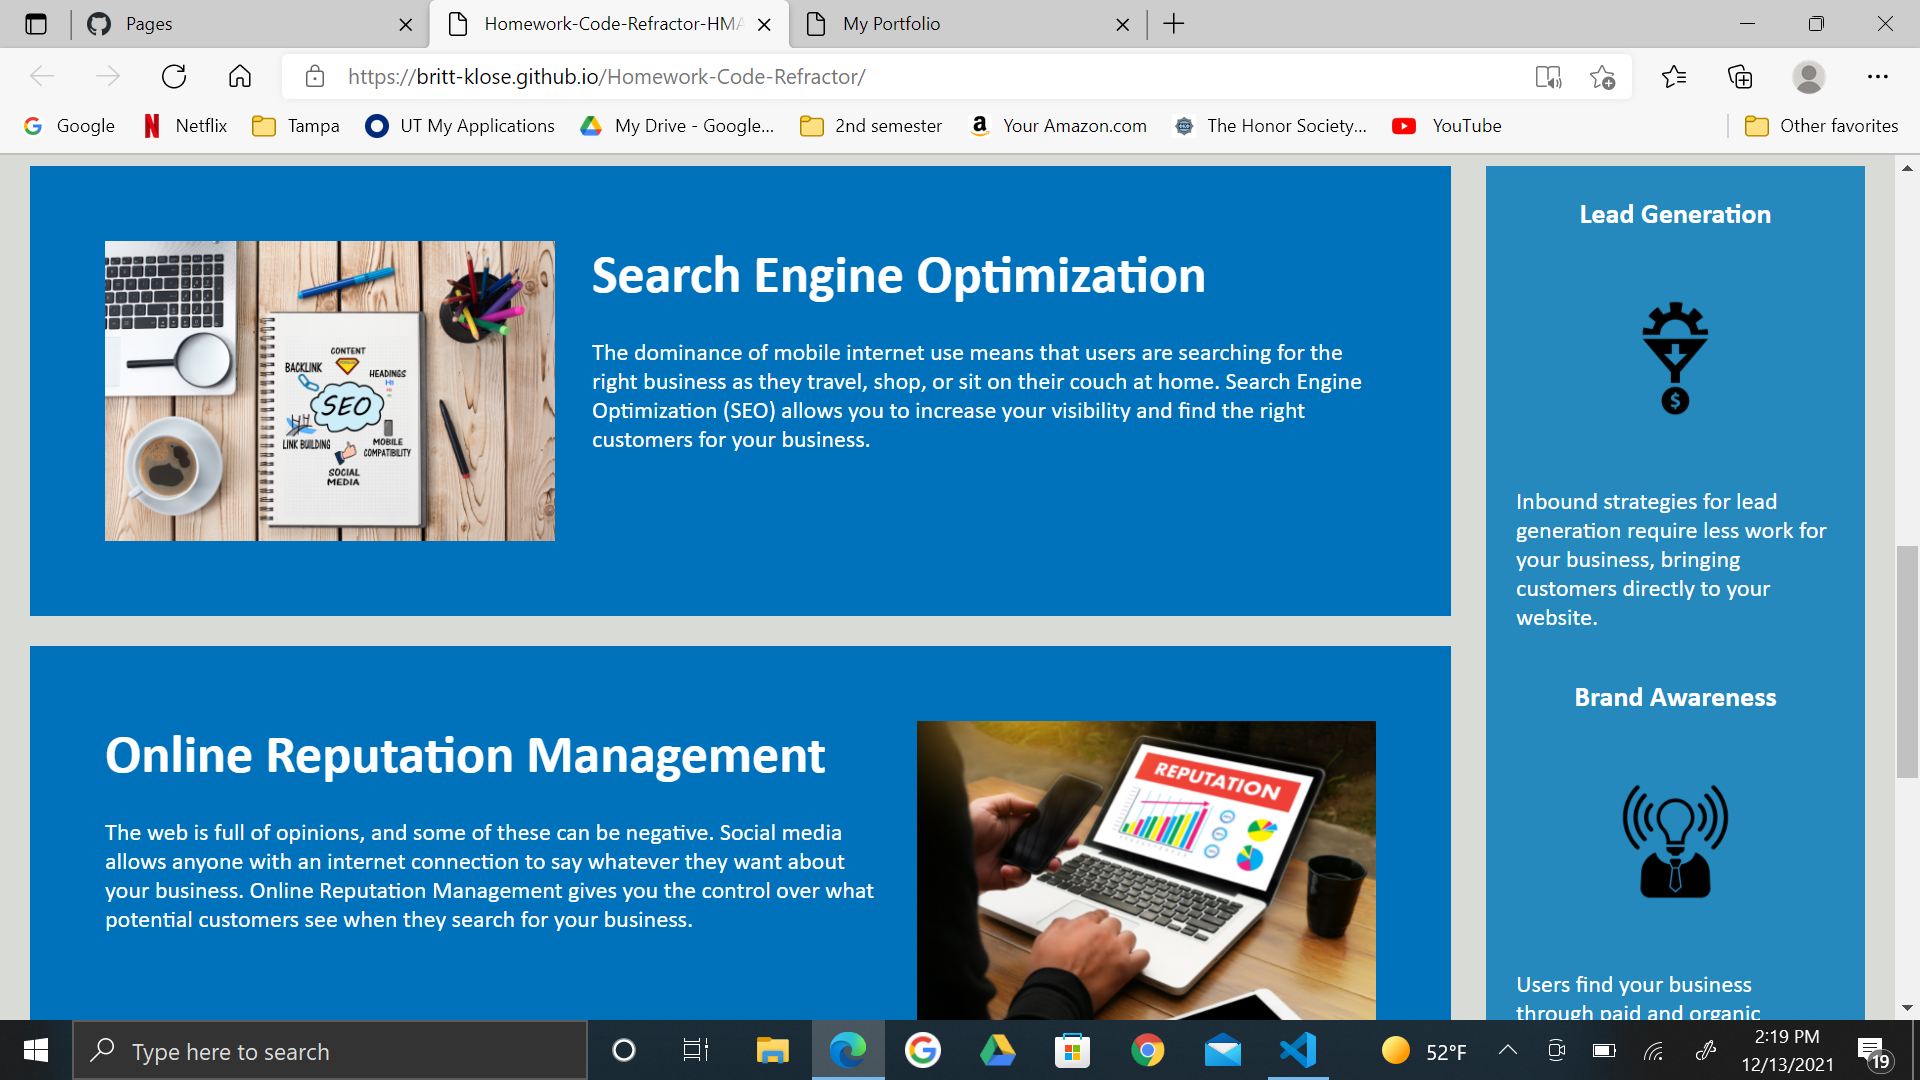 Pages
Homework-Code-Refractor-HMA
My Portfolio
https://britt-klose.github.io/Homework-Code-Refractor/
Google
Netflix
Tampa
UT My Applications
My Drive - Google...
2nd semester
Your Amazon.com
The Honor Society...
YouTube
Other favorites
CONTENT
BACKLINK
HEADINGS
H1
SEO
LINK BUILDING
MOBILE
COMPATIBILITY
SOCIAL
MEDIA
Search Engine Optimization
The dominance of mobile internet use means that users are searching for the
right business as they travel, shop, or sit on their couch at home. Search Engine
Optimization (SEO) allows you to increase your visibility and find the right
customers for your business.
Online Reputation Management
The web is full of opinions, and some of these can be negative. Social media
allows anyone with an internet connection to say whatever they want about
your business. Online Reputation Management gives you the control over what
potential customers see when they search for your business.
REPUTATION
Lead Generation
$
Inbound strategies for lead
generation require less work for
your business, bringing
customers directly to your
website.
Brand Awareness
Users find your business
through paid and organic
Type here to search
52°F
2:19 PM
12/13/2021
19